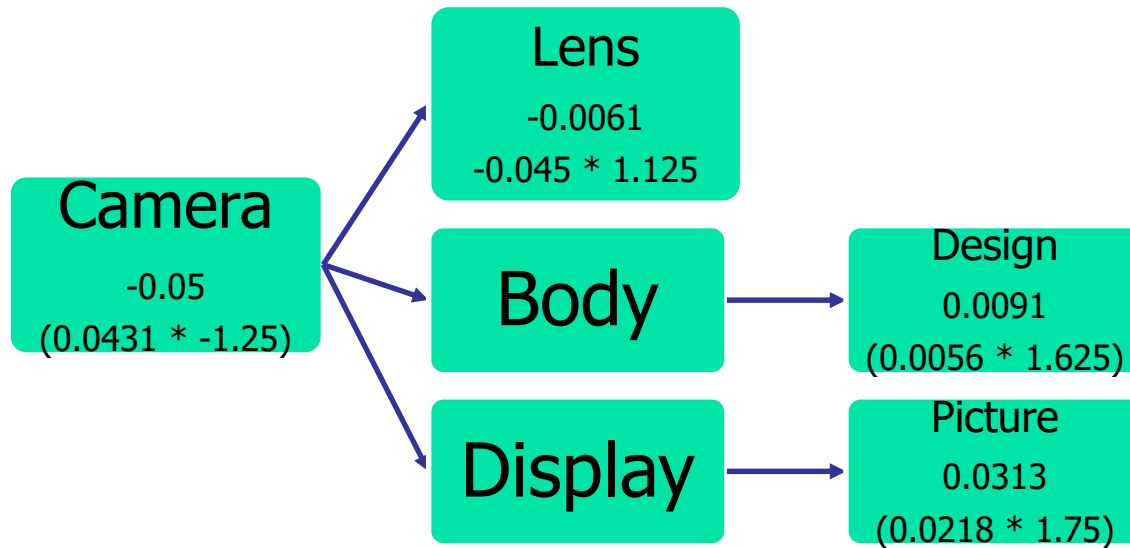 Camera
-0.05
(0.0431 * -1.25)
Lens
-0.0061
-0.045 * 1.125
Body
Display
Design
0.0091
(0.0056 * 1.625)
Picture
0.0313
(0.0218 * 1.75)